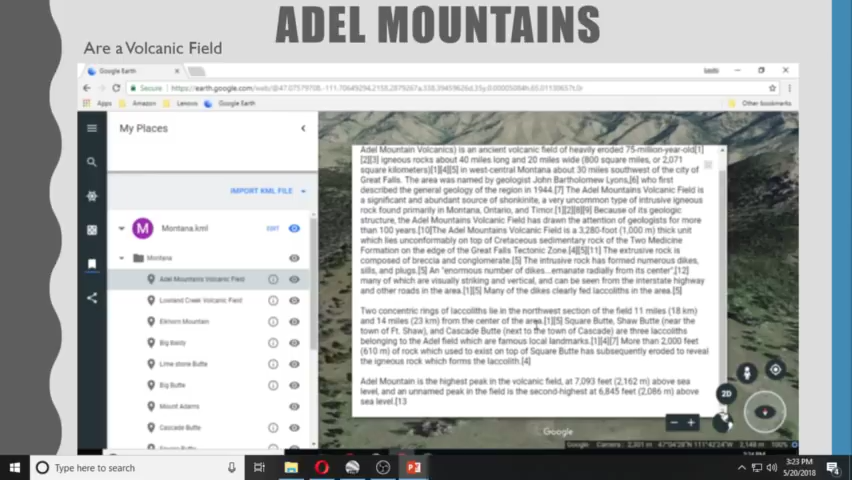 ADEL MOUNTAINS
Are a Volcanic Field
Google Earth
Secure
Apps
Amazon
Lenovo
Google Earth
Other bookmarks
My Places
IMPORT KML FILE
Montana.kml
EDIT
Montana
Adel Mountains Volcanic Field
Lowland Creek Volcanic Field
Elkhorn Mountain
Big Baldy
Lime stone Butte
Big Butte
Mount Adams
Cascade Butte
Adel Mountain Volcanics) is an ancient volcanic field of heavily eroded 75-million-year-old[1]
[2][3] igneous rocks about 40 miles long and 20 miles wide (800 square miles, or 2,071
square kilometers)[1][4][5] in west-central Montana about 30 miles southwest of the city of
Great Falls. The area was named by geologist John Bartholomew Lyons,[6] who first
described the general geology of the region in 1944.[7] The Adel Mountains Volcanic Field is
a significant and abundant source of shonkinite, a very uncommon type of intrusive igneous
rock found primarily in Montana, Ontario, and Timor.[1][2][8][9] Because of its geologic
structure, the Adel Mountains Volcanic Field has drawn the attention of geologists for more
than 100 years.[10]The Adel Mountains Volcanic Field is a 3,280-foot (1,000 m) thick unit
which lies unconformably on top of Cretaceous sedimentary rock of the Two Medicine
Formation on the edge of the Great Falls Tectonic Zone.[4][5][11] The extrusive rock is
composed of breccia and conglomerate.[5] The intrusive rock has formed numerous dikes,
sills, and plugs.[5] An "enormous number of dikes...emanate radially from its center",[12]
many of which are visually striking and vertical, and can be seen from the interstate highway
and other roads in the area.[1][5] Many of the dikes clearly fed laccoliths in the area.[5]
Two concentric rings of laccoliths lie in the northwest section of the field 11 miles (18 km)
and 14 miles (23 km) from the center of the area.[1][5] Square Butte, Shaw Butte (near the
town of Ft. Shaw), and Cascade Butte (next to the town of Cascade) are three laccoliths
belonging to the Adel field which are famous local landmarks.[1][4][7] More than 2,000 feet
(610 m) of rock which used to exist on top of Square Butte has subsequently eroded to reveal
the igneous rock which forms the laccolith.[4]
Adel Mountain is the highest peak in the volcanic field, at 7,093 feet (2,162 m) above sea
level, and an unnamed peak in the field is the second-highest at 6,845 feet (2,086 m) above
sea level.[13
2D
Google
Type here to search
3:23 PM
5/20/2018